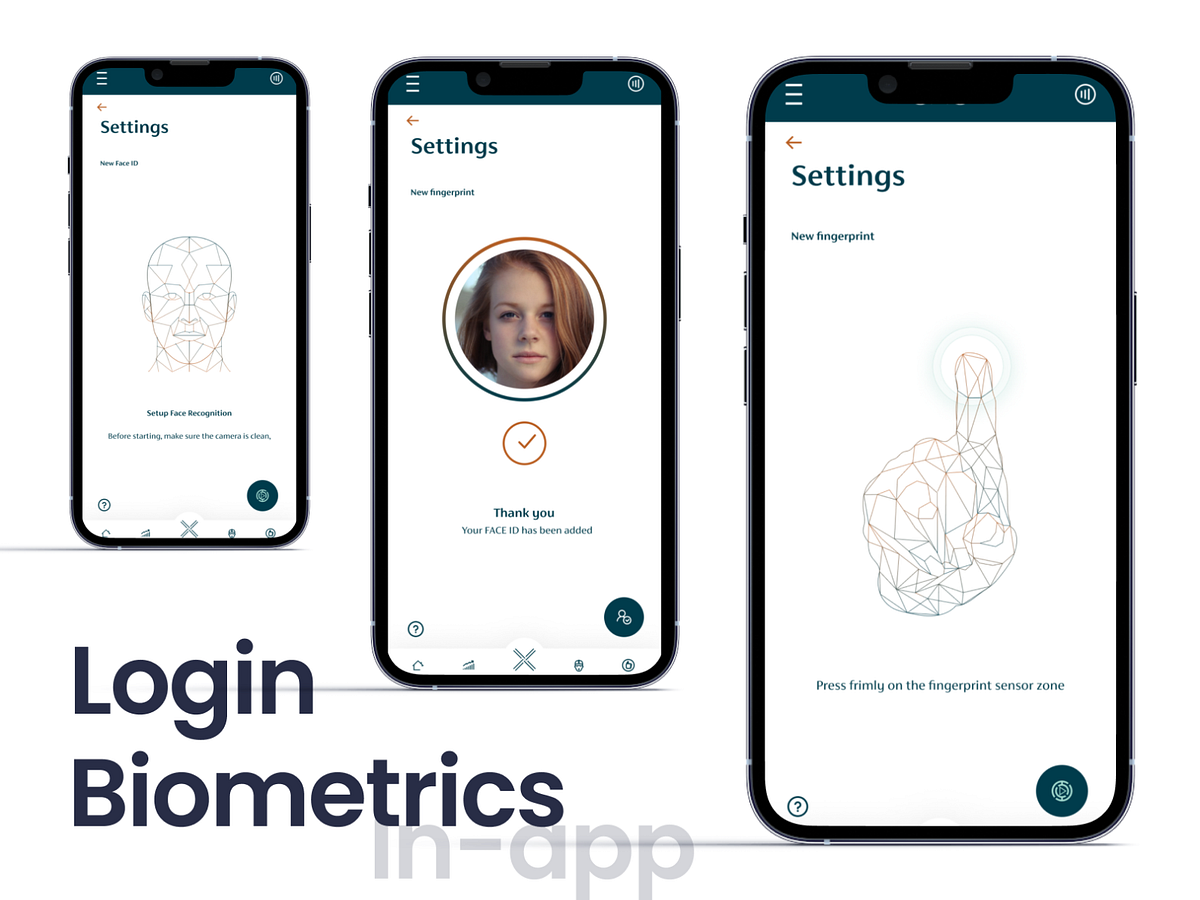 Settings
New Face ID
Setup Face Recognition
Before starting, make sure the camera is clean,
?
Settings
New fingerprint
Thank you
Your FACE ID has been added
?
Settings
New fingerprint
Press frimly on the fingerprint sensor zone
?
Login
Biometrics
In-app